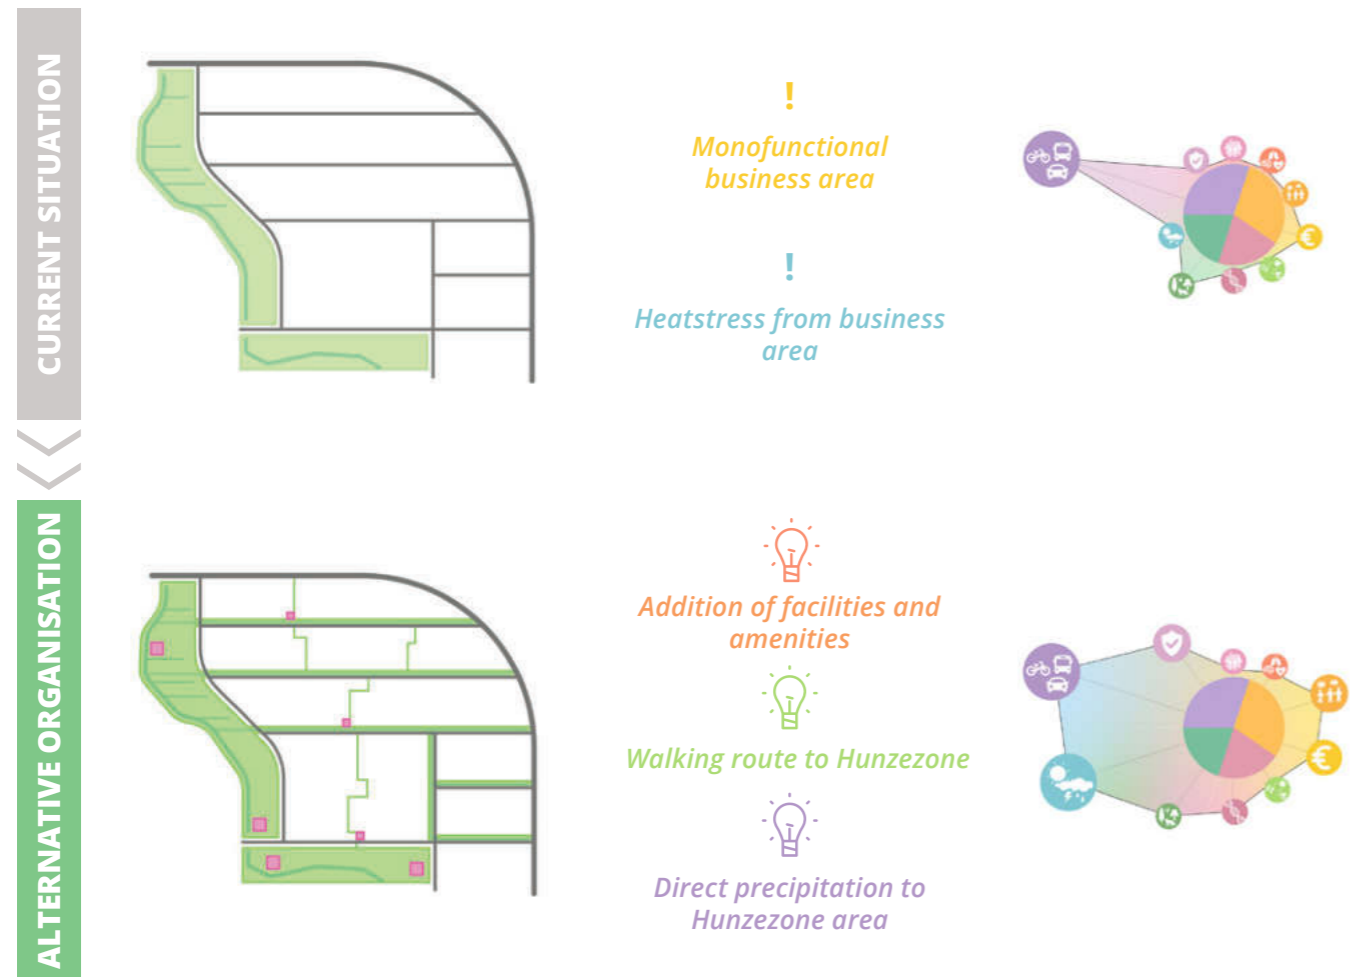 CURRENT SITUATION
!
Monofunctional
business area
!
Heatstress from business
area
€
ALTERNATIVE ORGANISATION
Addition of facilities and
amenities
Walking route to Hunzezone
Direct precipitation to
Hunzezone area
€